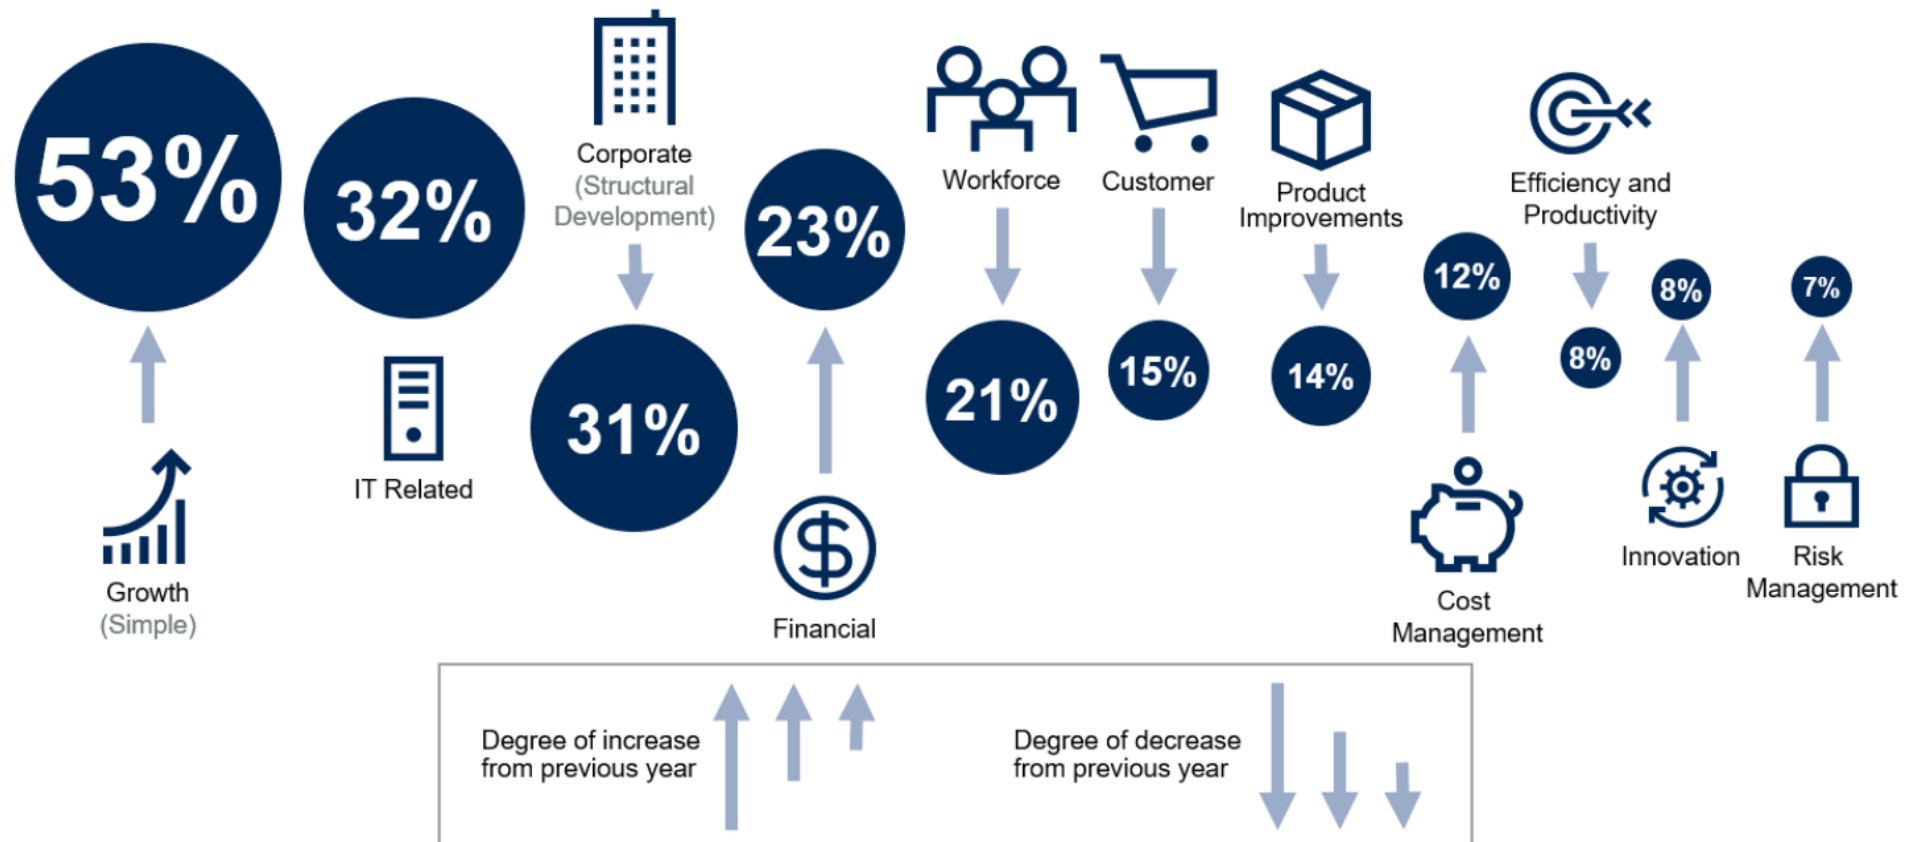 53%
Growth
(Simple)
32%
IT Related
Corporate
(Structural
Development)
31%
23%
Financial
Workforce
21%
Customer
15%
Product
Improvements
14%
12%
Cost
Management
Efficiency and
Productivity
8%
8%
Innovation
7%
Risk
Management
Degree of increase
from previous year
Degree of decrease
from previous year